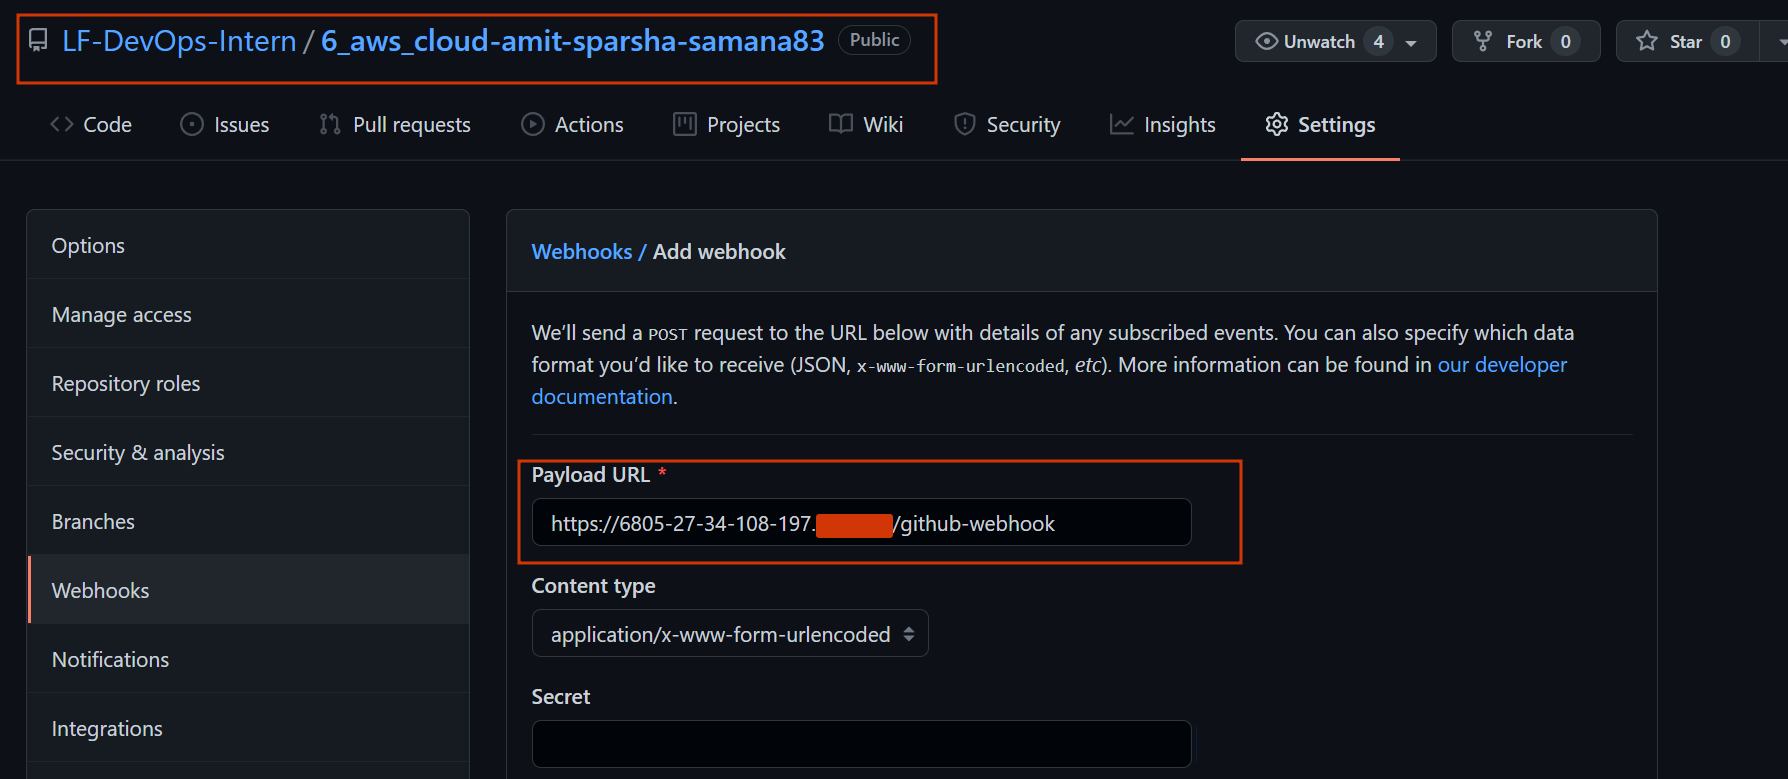 LF-DevOps-Intern / 6_aws_cloud-amit-sparsha-samana83 Public
Unwatch 4 Fork 0 Star 0
Code Issues Pull requests Actions Projects Wiki Security Insights Settings
Options
Manage access
Repository roles
Security & analysis
Branches
Webhooks
Notifications
Integrations
Webhooks / Add webhook
We’ll send a POST request to the URL below with details of any subscribed events. You can also specify which data
format you’d like to receive (JSON, x-www-form-urlencoded, etc). More information can be found in our developer
documentation.
Payload URL *
https://6805-27-34-108-197. /github-webhook
Content type
application/x-www-form-urlencoded
Secret